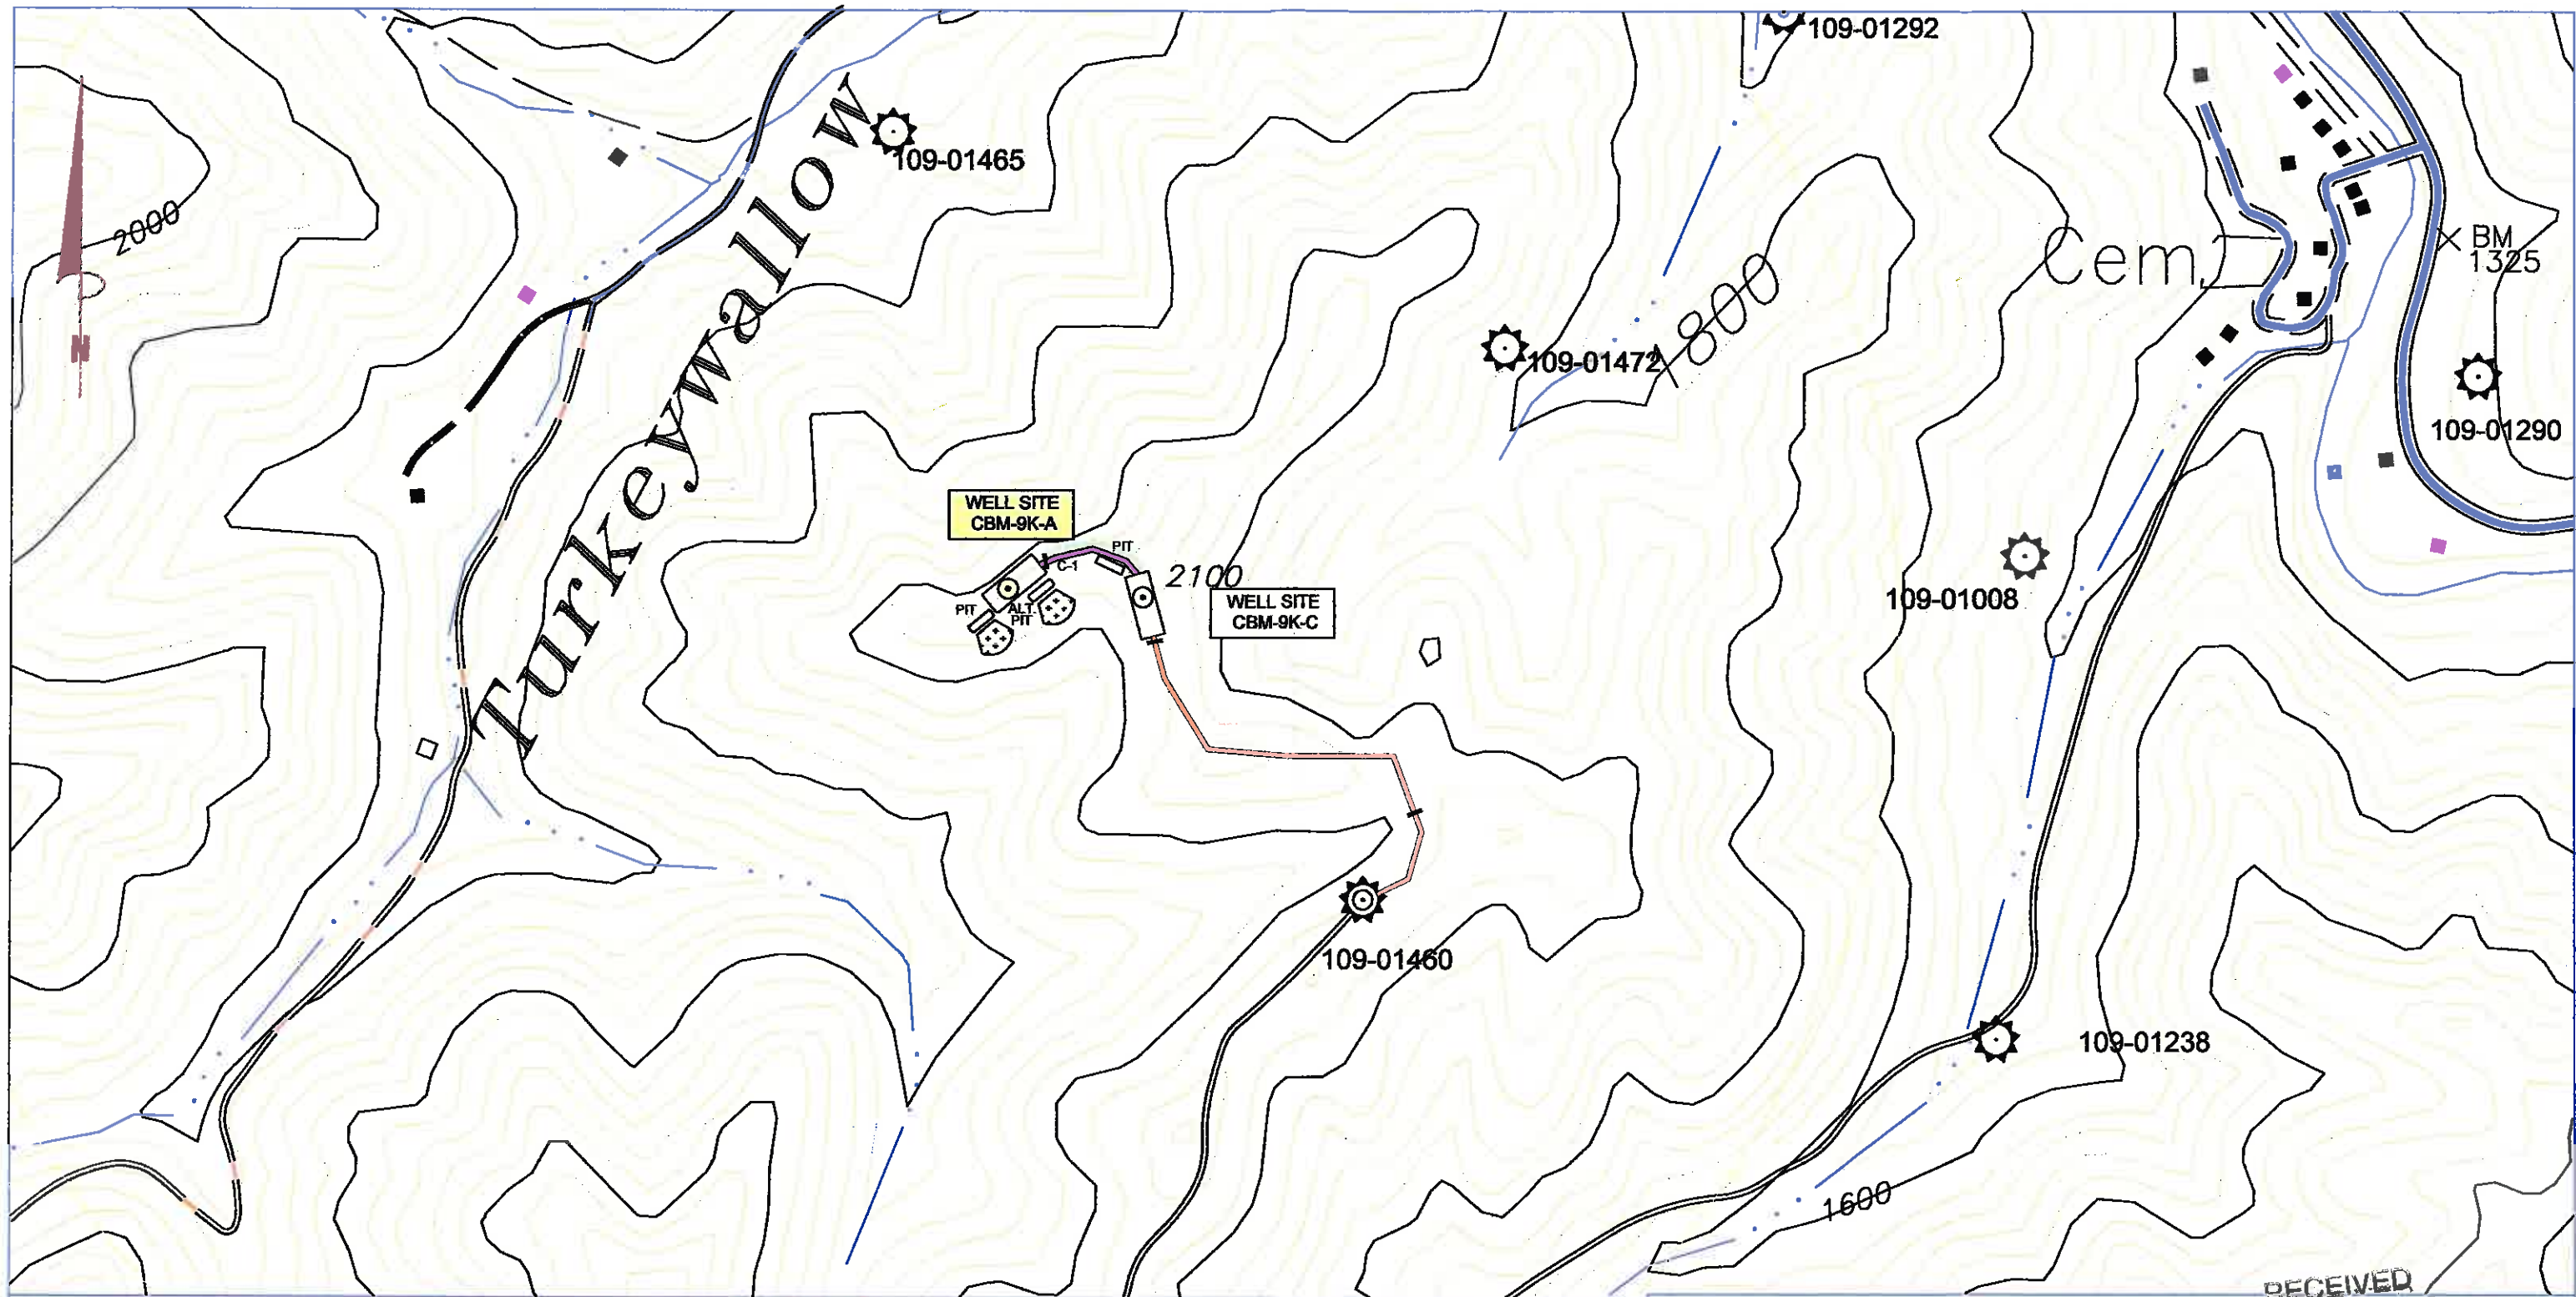 109-01292
109-01465
Turkeywallow
2000
N
Cem
BM
1325
1800
109-01472
109-01290
WELL SITE
CBM-9K-A
PIT
C-1
2100
109-01008
WELL SITE
CBM-9K-C
PIT
ALT.
PIT
109-01460
109-01238
1600
RECEIVED